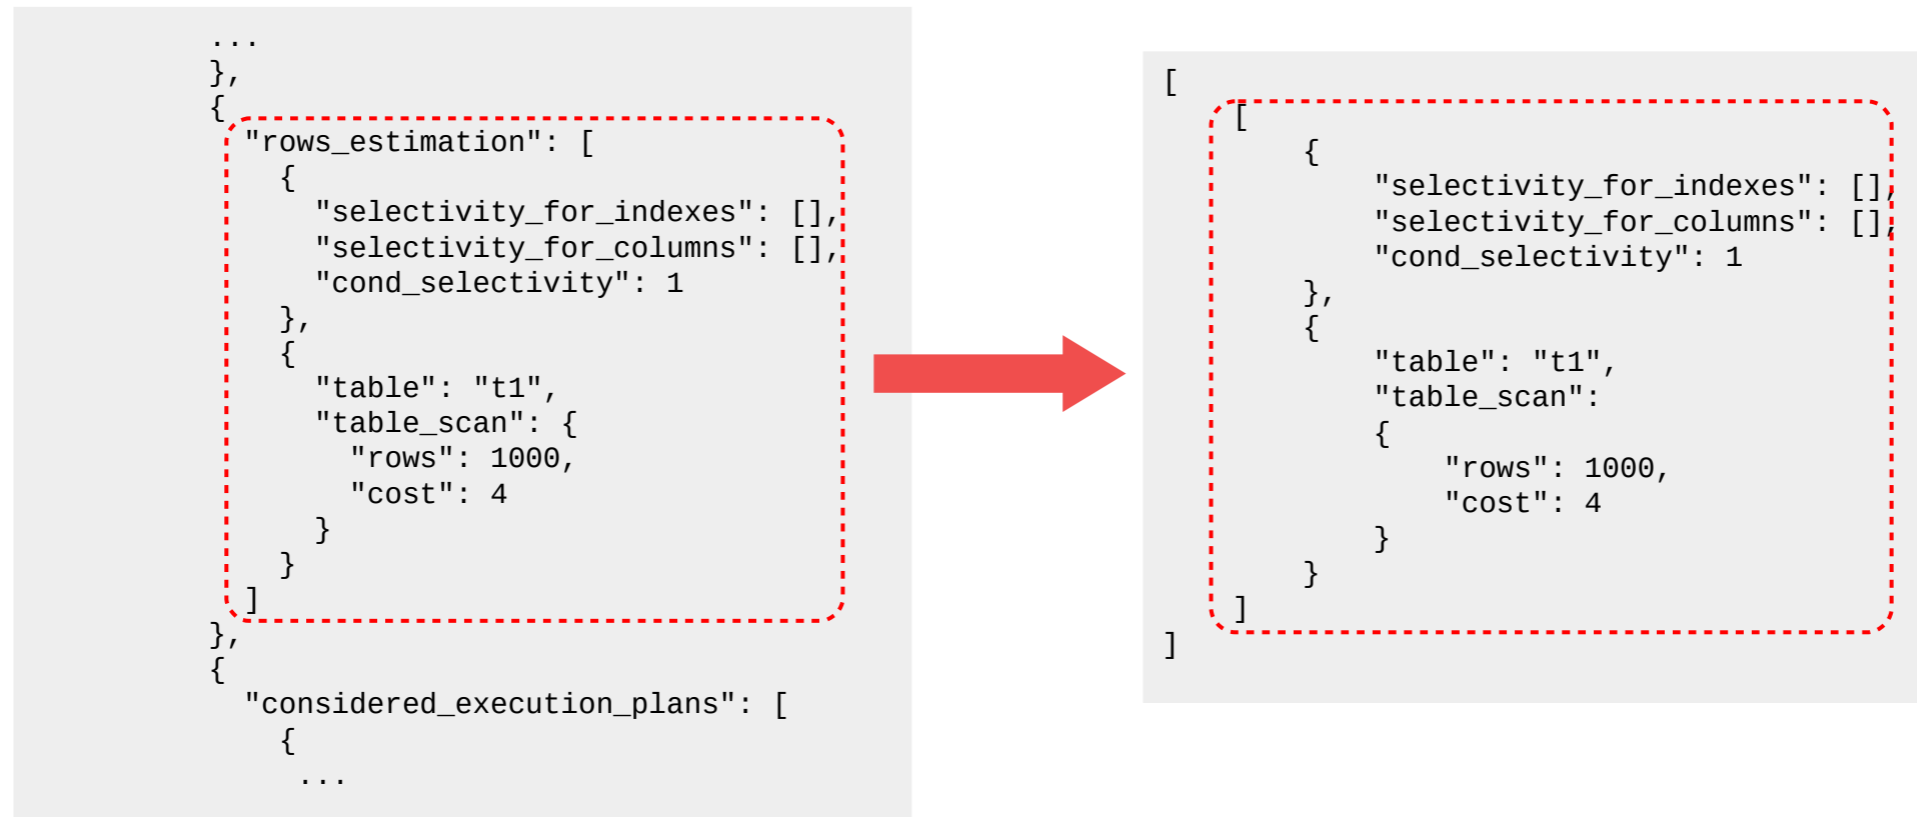 ...
},
{
"rows_estimation": [
{
"selectivity_for_indexes": [],
"selectivity_for_columns": [],
"cond_selectivity": 1
},
{
"table": "t1",
"table_scan": {
"rows": 1000,
"cost": 4
}
}
]
},
{
"considered_execution_plans": [
{
...
[
[
{
"selectivity_for_indexes": [],
"selectivity_for_columns": [],
"cond_selectivity": 1
},
{
"table": "t1",
"table_scan":
{
"rows": 1000,
"cost": 4
}
}
]
]